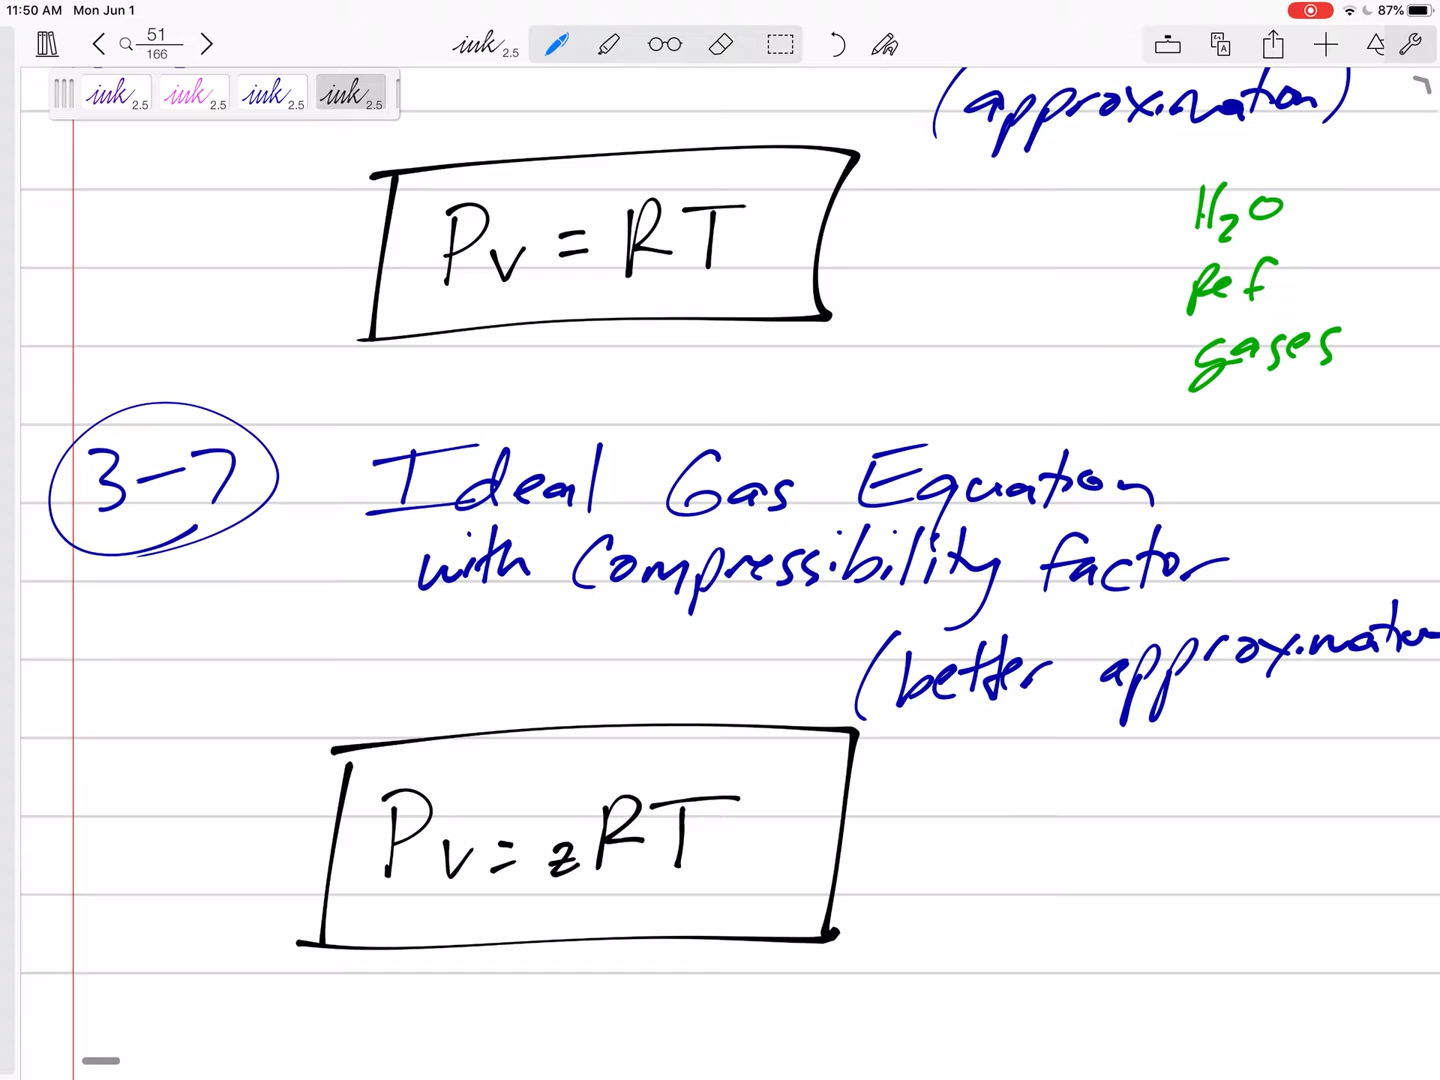 11:50 AM Mon Jun 1
87%
51
166
ink 2.5
ink 2.5 ink 2.5 ink 2.5 ink 2.5
(approximation)
Pv = RT
H₂O
Ref
gases
3-7 Ideal Gas Equation
with Compressibility factor
(better approximation
Pv = zRT